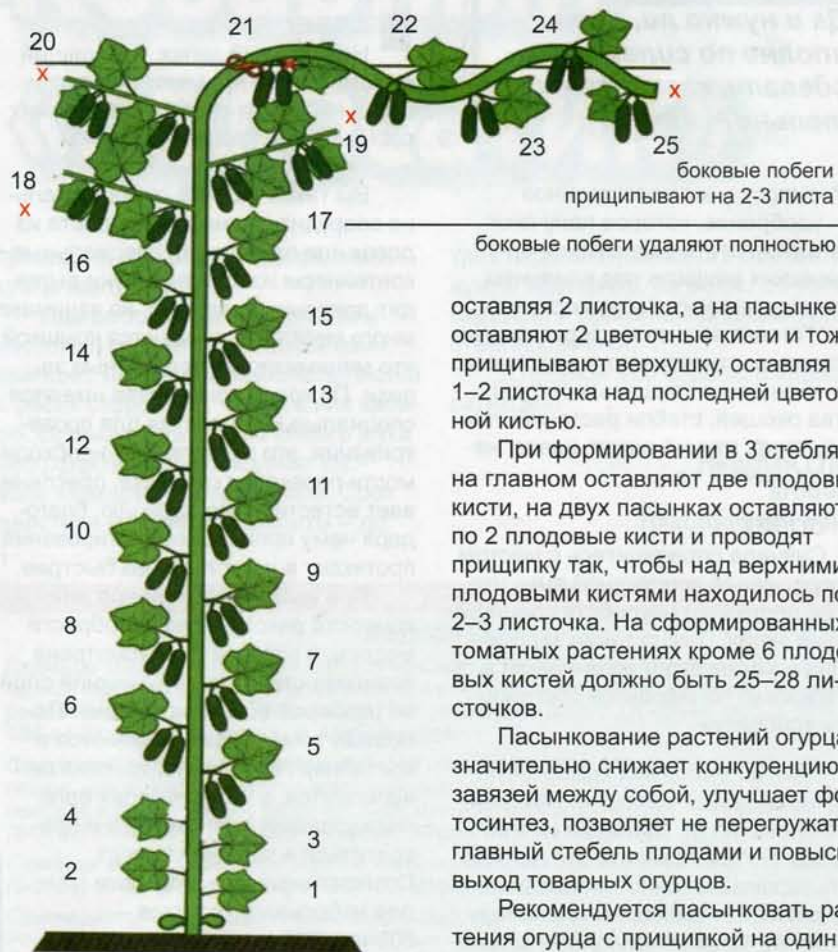 20
21
22
24
x
x
x
18
19
23
25
x
боковые побеги
прищипывают на 2-3 листа
боковые побеги удаляют полностью
17
16
15
14
13
12
11
10
9
8
7
6
5
4
3
2
1
оставляя 2 листочка, а на пасынке
оставляют 2 цветочные кисти и тож
прищипывают верхушку, оставляя
1–2 листочка над последней цвето
ной кистью.
При формировании в 3 стебля
на главном оставляют две плодовы
кисти, на двух пасынках оставляют
по 2 плодовые кисти и проводят
прищипку так, чтобы над верхними
плодовыми кистями находилось по
2–3 листочка. На сформированных
томатных растениях кроме 6 плодо
вых кистей должно быть 25–28 ли-
сточков.
Пасынкование растений огурца
значительно снижает конкуренцию
завязей между собой, улучшает фо
тосинтез, позволяет не перегружат
главный стебель плодами и повыси
выход товарных огурцов.
Рекомендуется пасынковать ра
тения огурца с прищипкой на один-